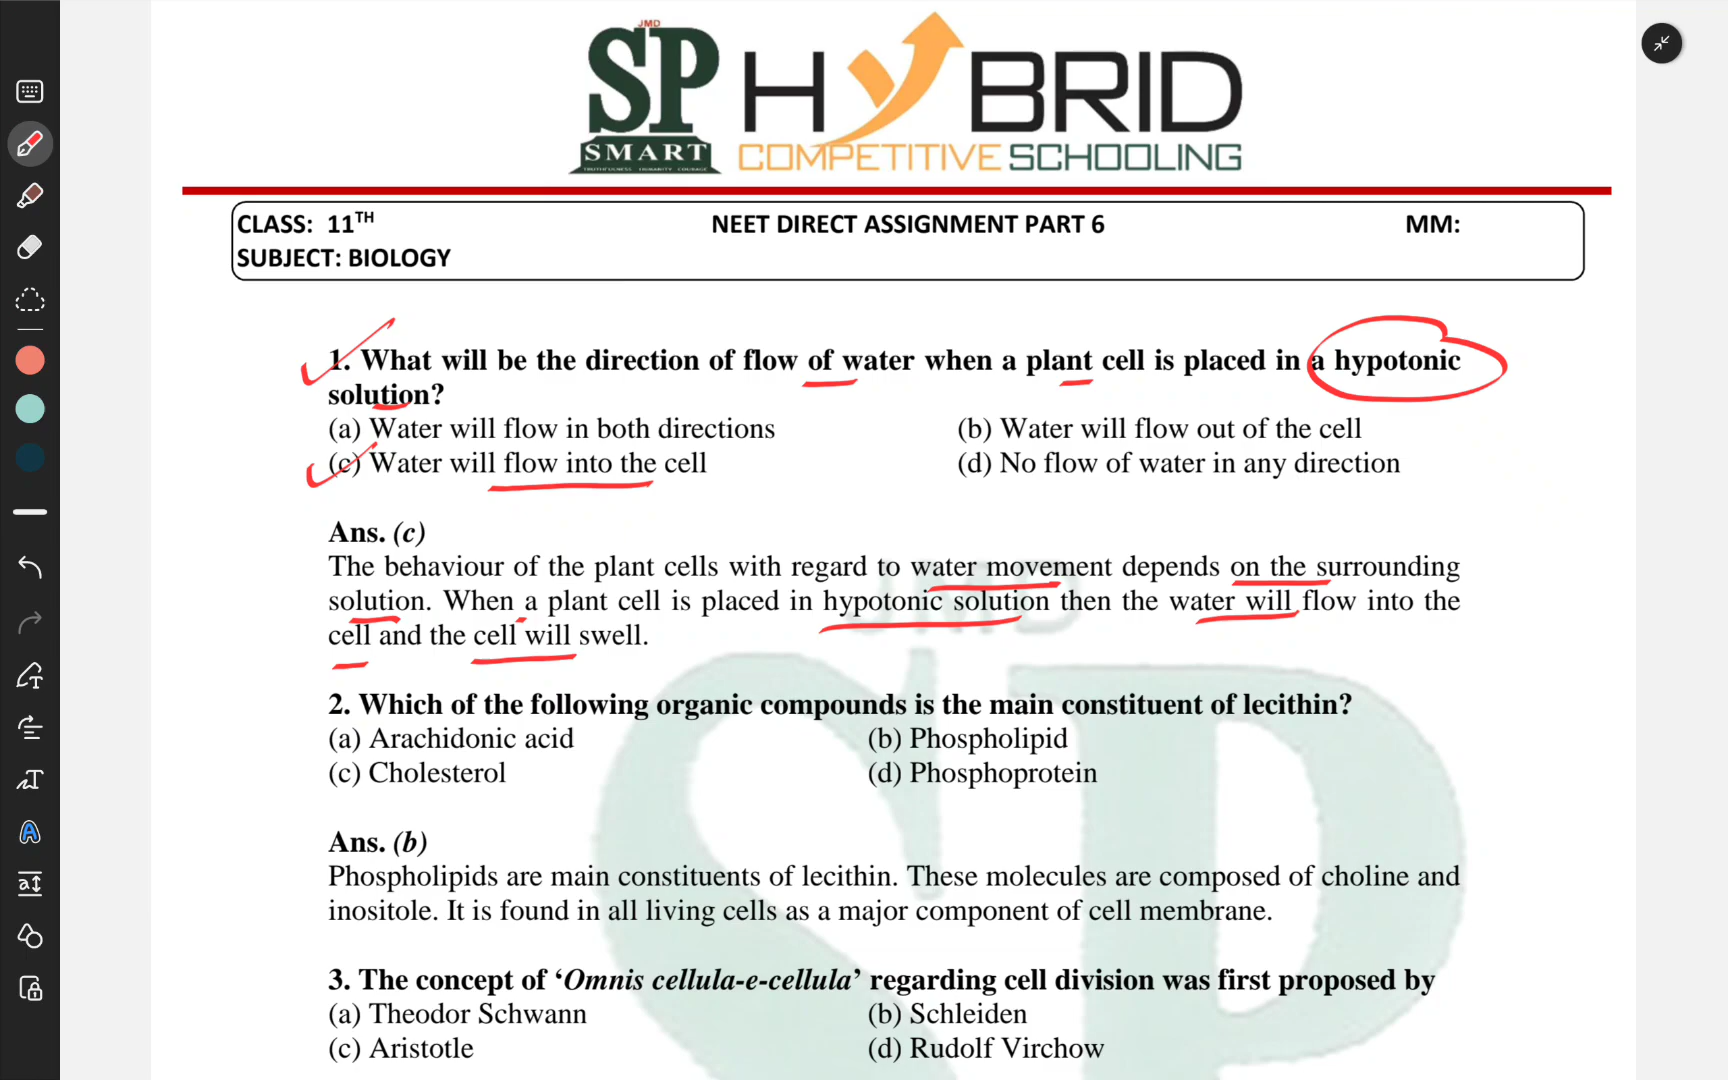 JMD
SP HYBRID
SMART COMPETITIVE SCHOOLING
CLASS: 11TH NEET DIRECT ASSIGNMENT PART 6 MM:
SUBJECT: BIOLOGY
1. What will be the direction of flow of water when a plant cell is placed in a hypotonic
solution?
(a) Water will flow in both directions (b) Water will flow out of the cell
(c) Water will flow into the cell (d) No flow of water in any direction
Ans. (c)
The behaviour of the plant cells with regard to water movement depends on the surrounding
solution. When a plant cell is placed in hypotonic solution then the water will flow into the
cell and the cell will swell.
2. Which of the following organic compounds is the main constituent of lecithin?
(a) Arachidonic acid (b) Phospholipid
(c) Cholesterol (d) Phosphoprotein
Ans. (b)
Phospholipids are main constituents of lecithin. These molecules are composed of choline and
inositole. It is found in all living cells as a major component of cell membrane.
3. The concept of ‘Omnis cellula-e-cellula’ regarding cell division was first proposed by
(a) Theodor Schwann (b) Schleiden
(c) Aristotle (d) Rudolf Virchow